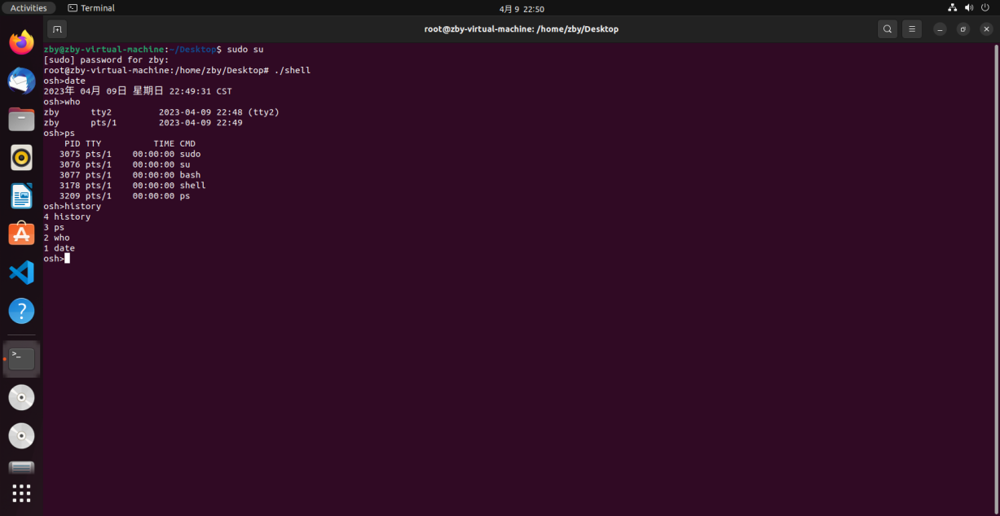 Activities
Terminal
4月 9 22:50
root@zby-virtual-machine: /home/zby/Desktop
zby@zby-virtual-machine:~/Desktop$ sudo su
[sudo] password for zby:
root@zby-virtual-machine:/home/zby/Desktop# ./shell
osh>date
2023年 04月 09日 星期日 22:49:31 CST
osh>who
zby      tty2         2023-04-09 22:48 (tty2)
zby      pts/1        2023-04-09 22:49
osh>ps
    PID TTY          TIME CMD
   3075 pts/1    00:00:00 sudo
   3076 pts/1    00:00:00 su
   3077 pts/1    00:00:00 bash
   3178 pts/1    00:00:00 shell
   3209 pts/1    00:00:00 ps
osh>history
4 history
3 ps
2 who
1 date
osh>